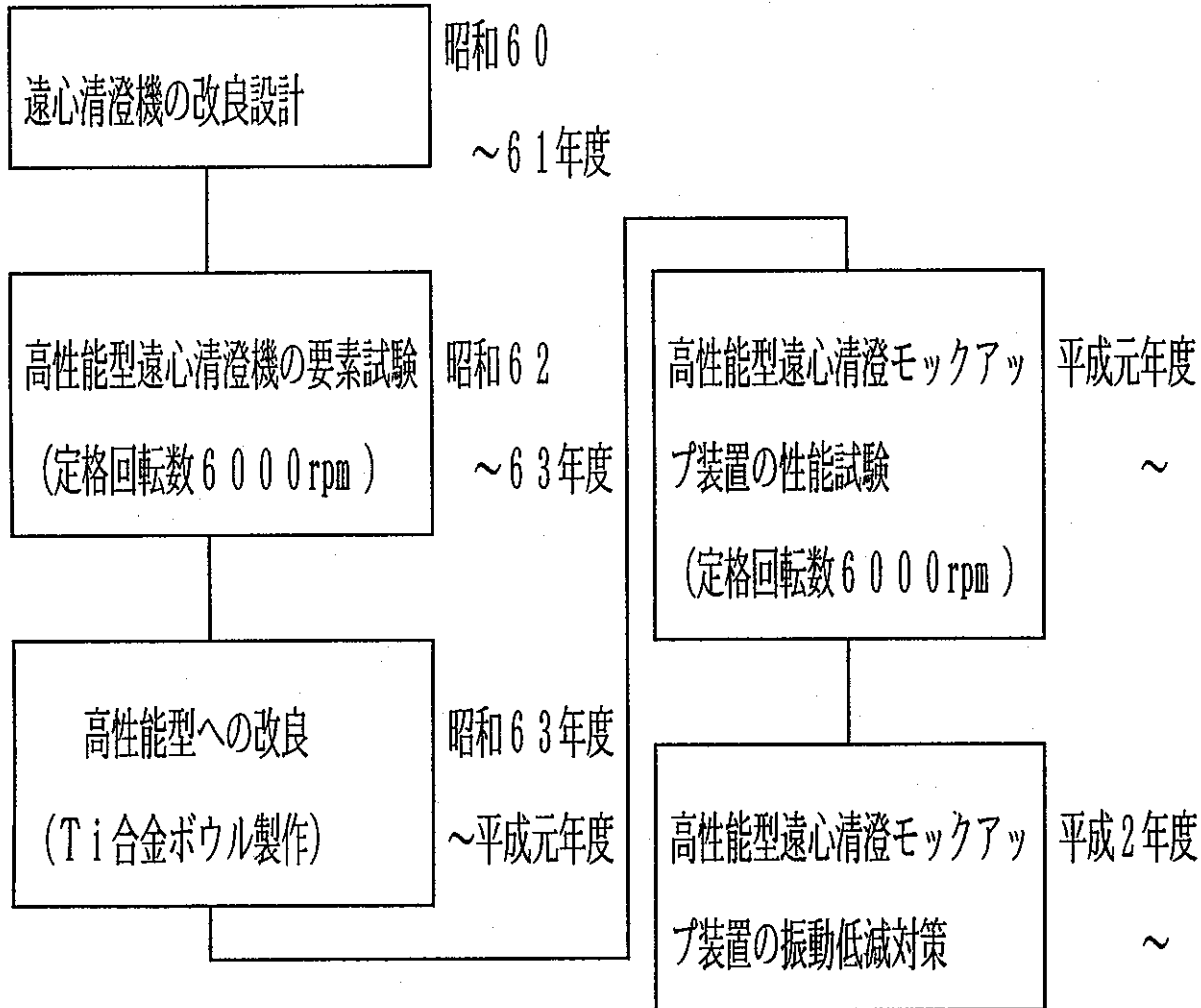 遠心清澄機の改良設計
昭和60
～61年度
高性能型遠心清澄機の要素試験
(定格回転数6000rpm)
昭和62
～63年度
高性能型への改良
(Ti合金ボウル製作)
昭和63年度
～平成元年度
高性能型遠心清澄モックアッ
プ装置の性能試験
(定格回転数6000rpm)
平成元年度
～
高性能型遠心清澄モックアッ
プ装置の振動低減対策
平成2年度
～